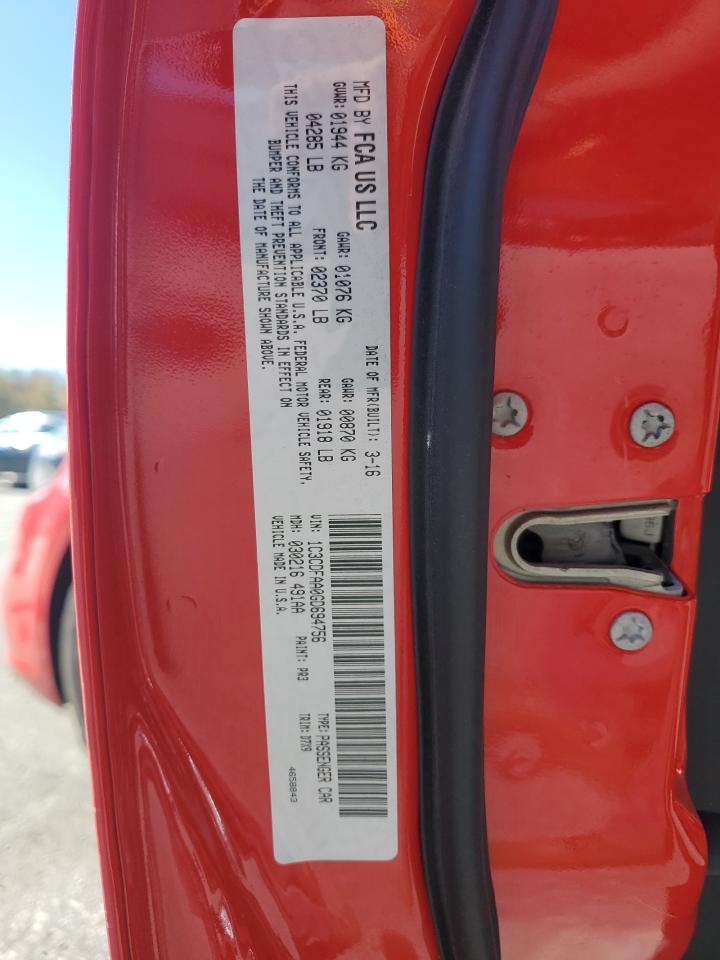 MFD BY FCA US LLC
DATE OF MFR(BUILT): 3-16
GVWR: 01944 KG
GAWR: 01076 KG
GAWR: 00870 KG
04285 LB
FRONT: 02370 LB
REAR: 01918 LB
THIS VEHICLE CONFORMS TO ALL APPLICABLE U.S.A. FEDERAL MOTOR VEHICLE SAFETY,
BUMPER AND THEFT PREVENTION STANDARDS IN EFFECT ON
THE DATE OF MANUFACTURE SHOWN ABOVE.
VIN: 1C3CDFAA0GD694756
TYPE: PASSENGER CAR
MDH: 030216 491AA
PAINT: PR3
TRIM: D7X9
VEHICLE MADE IN U.S.A.
4658843